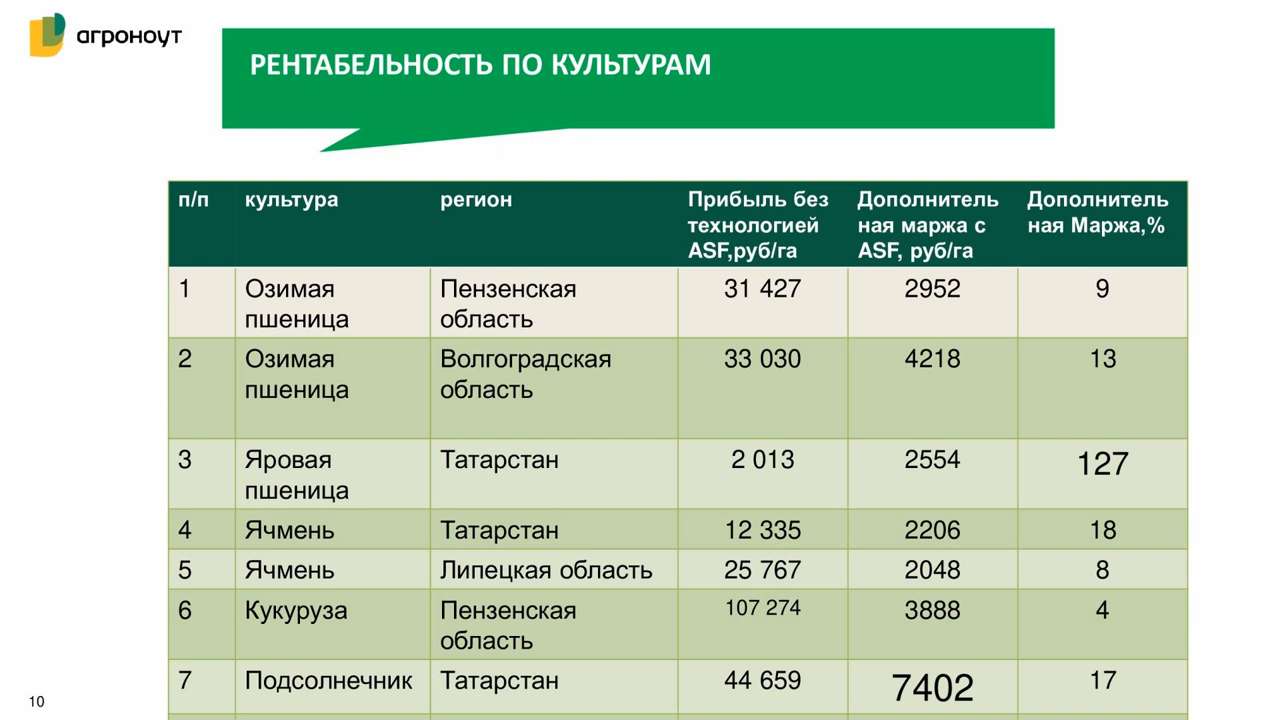 агроноут
РЕНТАБЕЛЬНОСТЬ ПО КУЛЬТУРАМ
п/п культура регион Прибыль без Дополнитель Дополнитель
технологией ная маржа с ная Маржа,%
ASF,руб/га ASF, руб/га
1 Озимая Пензенская 31 427 2952 9
пшеница область
2 Озимая Волгоградская 33 030 4218 13
пшеница область
3 Яровая Татарстан 2 013 2554 127
пшеница
4 Ячмень Татарстан 12 335 2206 18
5 Ячмень Липецкая область 25 767 2048 8
6 Кукуруза Пензенская 107 274 3888 4
область
7 Подсолнечник Татарстан 44 659 7402 17
10